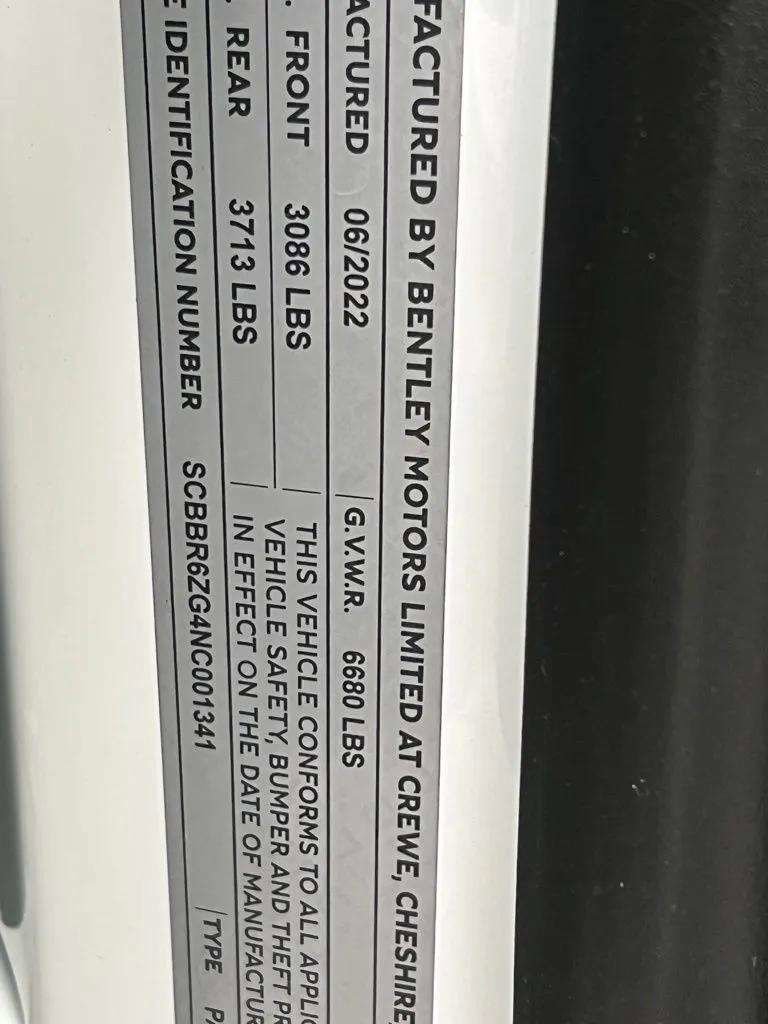 FACTURED BY BENTLEY MOTORS LIMITED AT CREWE, CHESHIRE,
ACTURED 06/2022 G.V.W.R. 6680 LBS
. FRONT 3086 LBS THIS VEHICLE CONFORMS TO ALL APPLIC
VEHICLE SAFETY, BUMPER AND THEFT PR
. REAR 3713 LBS IN EFFECT ON THE DATE OF MANUFACTUR
E IDENTIFICATION NUMBER SCBBR6ZG4NC001341 TYPE PA